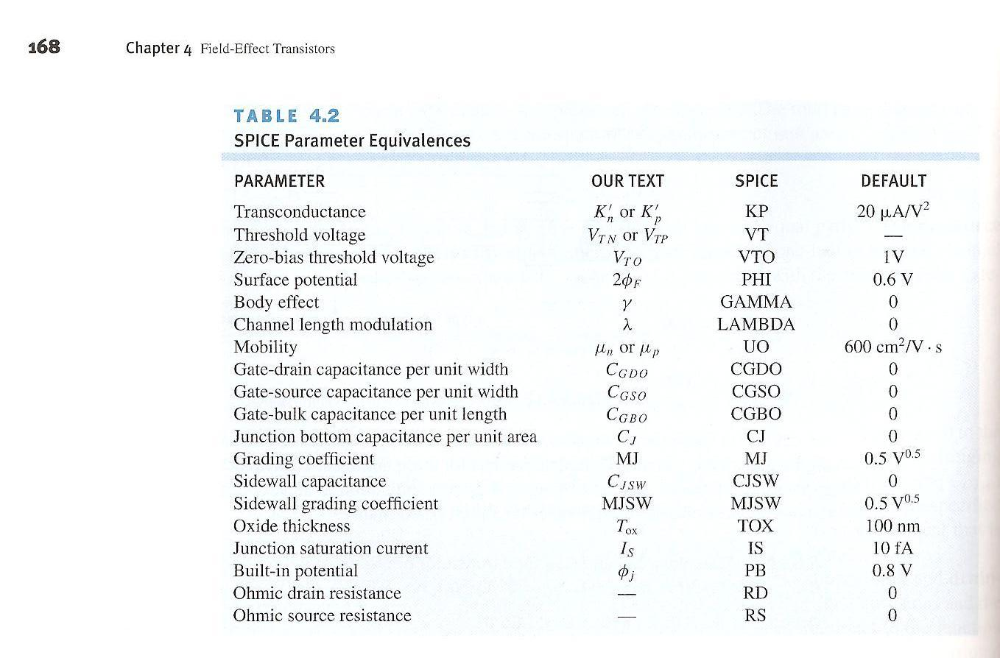 168 Chapter 4 Field-Effect Transistors
TABLE 4.2
SPICE Parameter Equivalences
PARAMETER OUR TEXT SPICE DEFAULT
Transconductance K′n or K′p KP 20 μA/V²
Threshold voltage VTN or VTP VT —
Zero-bias threshold voltage VTO VTO 1V
Surface potential 2ϕF PHI 0.6 V
Body effect γ GAMMA 0
Channel length modulation λ LAMBDA 0
Mobility μn or μp UO 600 cm²/V · s
Gate-drain capacitance per unit width CGDO CGDO 0
Gate-source capacitance per unit width CGSO CGSO 0
Gate-bulk capacitance per unit length CGBO CGBO 0
Junction bottom capacitance per unit area CJ CJ 0
Grading coefficient MJ MJ 0.5 V^0.5
Sidewall capacitance CJSW CJSW 0
Sidewall grading coefficient MJSW MJSW 0.5 V^0.5
Oxide thickness Tox TOX 100 nm
Junction saturation current IS IS 10 fA
Built-in potential ϕj PB 0.8 V
Ohmic drain resistance — RD 0
Ohmic source resistance — RS 0